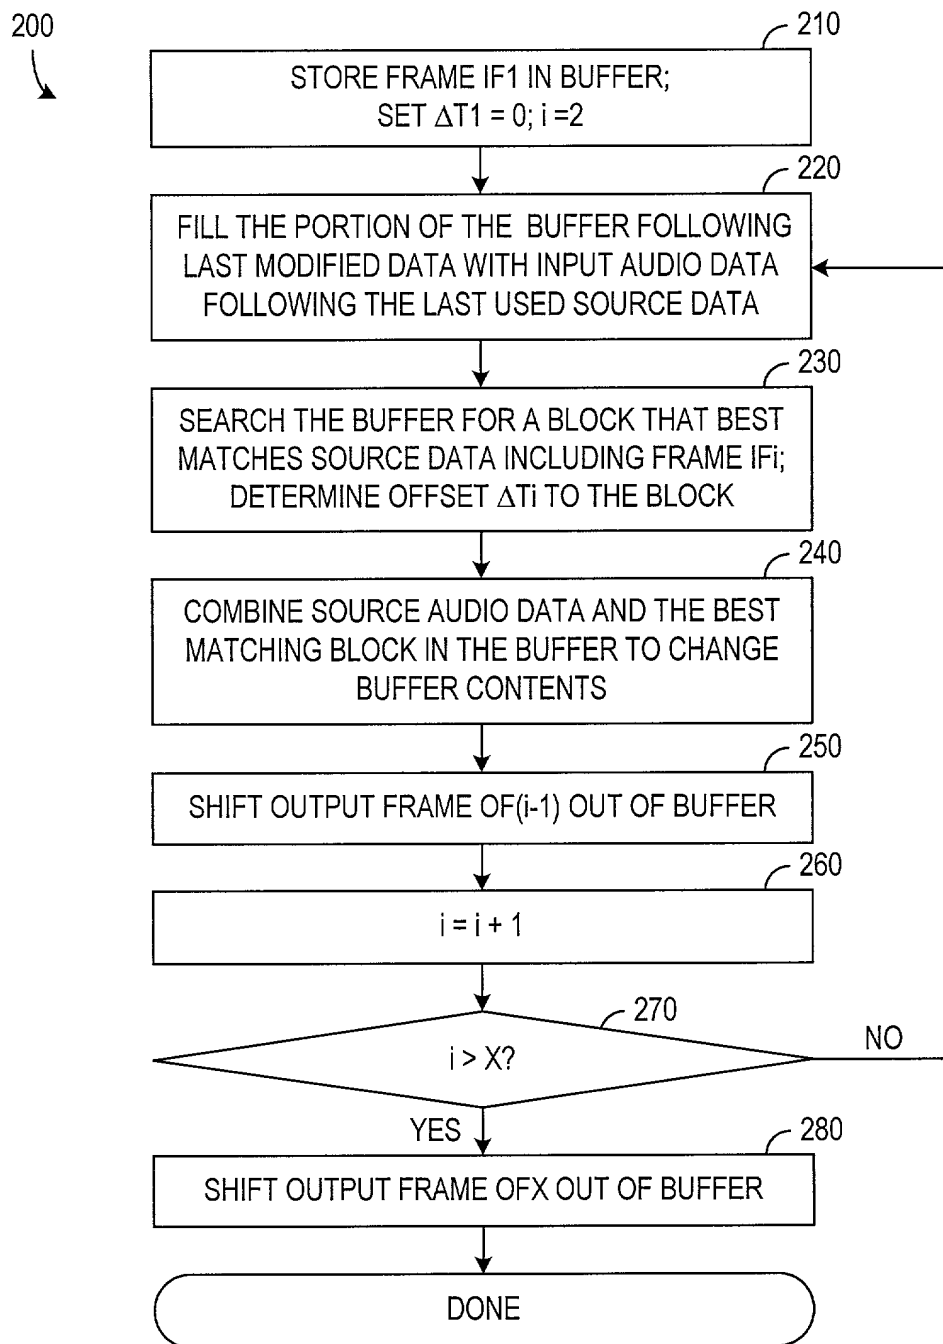 200
210
STORE FRAME IF1 IN BUFFER;
SET ΔT1 = 0; i =2
220
FILL THE PORTION OF THE BUFFER FOLLOWING
LAST MODIFIED DATA WITH INPUT AUDIO DATA
FOLLOWING THE LAST USED SOURCE DATA
230
SEARCH THE BUFFER FOR A BLOCK THAT BEST
MATCHES SOURCE DATA INCLUDING FRAME IFi;
DETERMINE OFFSET ΔTi TO THE BLOCK
240
COMBINE SOURCE AUDIO DATA AND THE BEST
MATCHING BLOCK IN THE BUFFER TO CHANGE
BUFFER CONTENTS
250
SHIFT OUTPUT FRAME OF(i-1) OUT OF BUFFER
260
i = i + 1
270
i > X?
NO
YES
280
SHIFT OUTPUT FRAME OFX OUT OF BUFFER
DONE